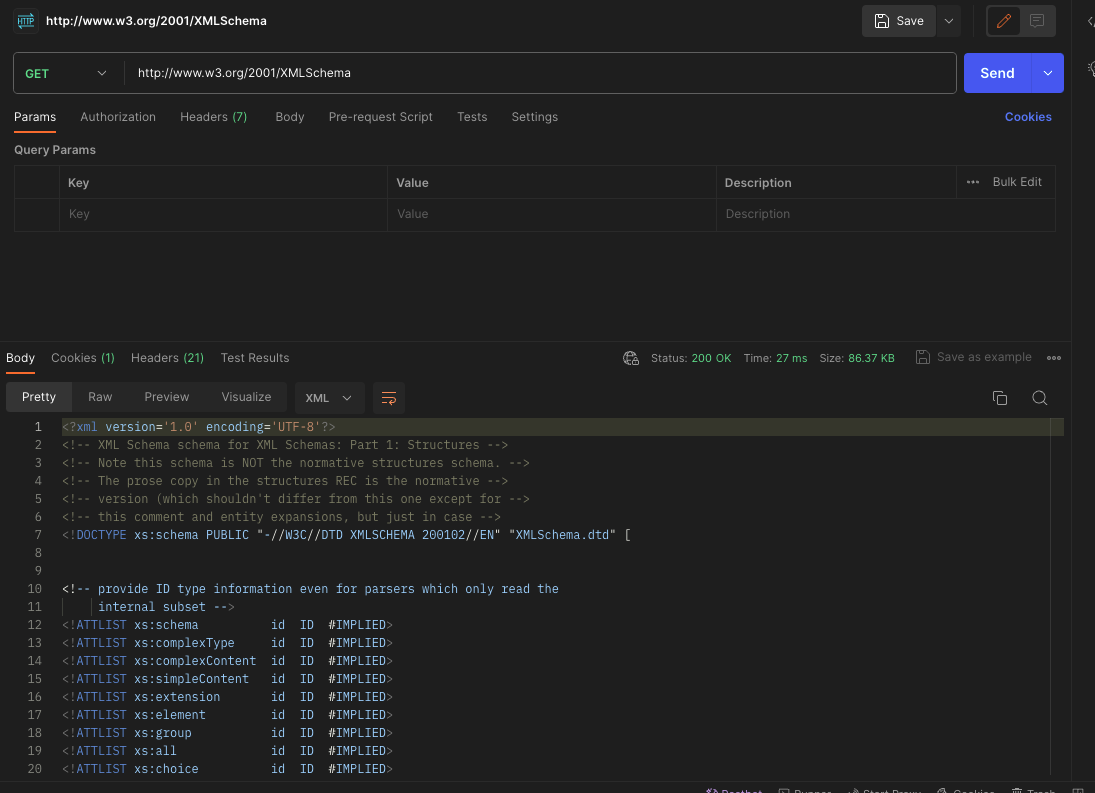 HTTP http://www.w3.org/2001/XMLSchema Save
GET http://www.w3.org/2001/XMLSchema Send
Params Authorization Headers (7) Body Pre-request Script Tests Settings Cookies
Query Params
Key Value Description ••• Bulk Edit
Key Value Description
Body Cookies (1) Headers (21) Test Results Status: 200 OK Time: 27 ms Size: 86.37 KB Save as example •••
Pretty Raw Preview Visualize XML
1 <?xml version='1.0' encoding='UTF-8'?>
2 <!-- XML Schema schema for XML Schemas: Part 1: Structures -->
3 <!-- Note this schema is NOT the normative structures schema. -->
4 <!-- The prose copy in the structures REC is the normative -->
5 <!-- version (which shouldn't differ from this one except for -->
6 <!-- this comment and entity expansions, but just in case -->
7 <!DOCTYPE xs:schema PUBLIC "-//W3C//DTD XMLSCHEMA 200102//EN" "XMLSchema.dtd" [
8
9
10 <!-- provide ID type information even for parsers which only read the
11 internal subset -->
12 <!ATTLIST xs:schema id ID #IMPLIED>
13 <!ATTLIST xs:complexType id ID #IMPLIED>
14 <!ATTLIST xs:complexContent id ID #IMPLIED>
15 <!ATTLIST xs:simpleContent id ID #IMPLIED>
16 <!ATTLIST xs:extension id ID #IMPLIED>
17 <!ATTLIST xs:element id ID #IMPLIED>
18 <!ATTLIST xs:group id ID #IMPLIED>
19 <!ATTLIST xs:all id ID #IMPLIED>
20 <!ATTLIST xs:choice id ID #IMPLIED>
Postbot Runner Start Proxy Cookies Trash